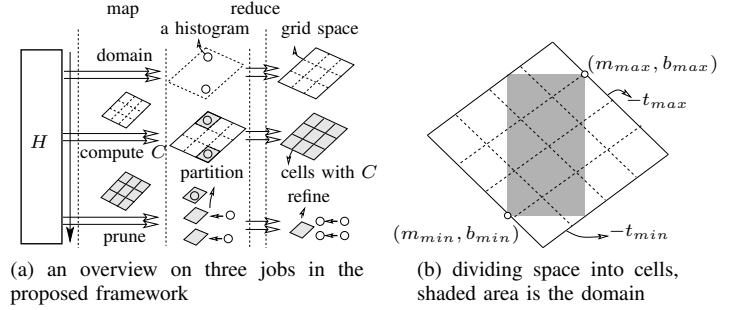 map reduce
a histogram grid space
domain
H
compute C
partition cells with C
refine
prune
(m_max, b_max)
−t_max
(m_min, b_min)
−t_min
(a) an overview on three jobs in the
proposed framework
(b) dividing space into cells,
shaded area is the domain